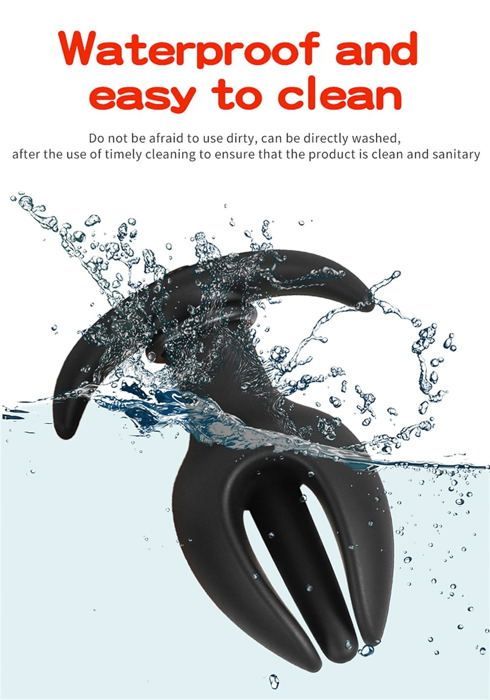 Waterproof and
easy to clean
Do not be afraid to use dirty, can be directly washed,
after the use of timely cleaning to ensure that the product is clean and sanitary